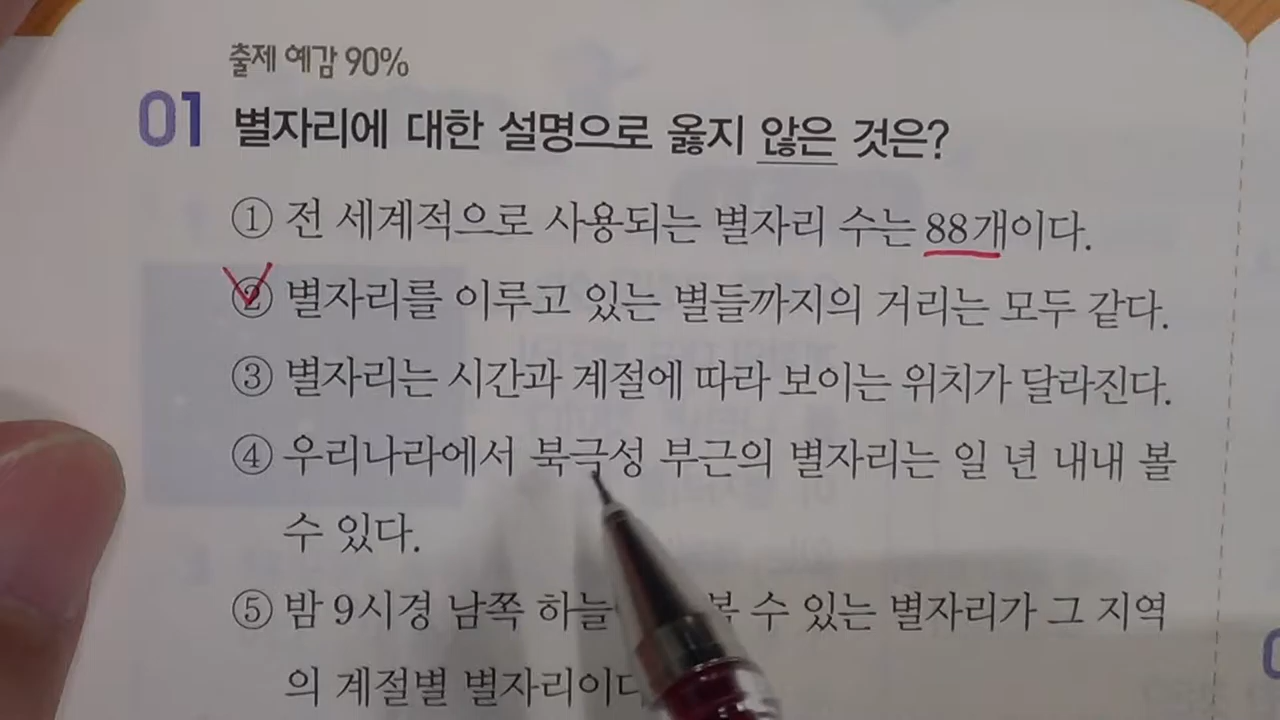 출제 예감 90%
01 별자리에 대한 설명으로 옳지 않은 것은?
① 전 세계적으로 사용되는 별자리 수는 88개이다.
② 별자리를 이루고 있는 별들까지의 거리는 모두 같다.
③ 별자리는 시간과 계절에 따라 보이는 위치가 달라진다.
④ 우리나라에서 북극성 부근의 별자리는 일 년 내내 볼
수 있다.
⑤ 밤 9시경 남쪽 하늘 수 있는 별자리가 그 지역
의 계절별 별자리이다